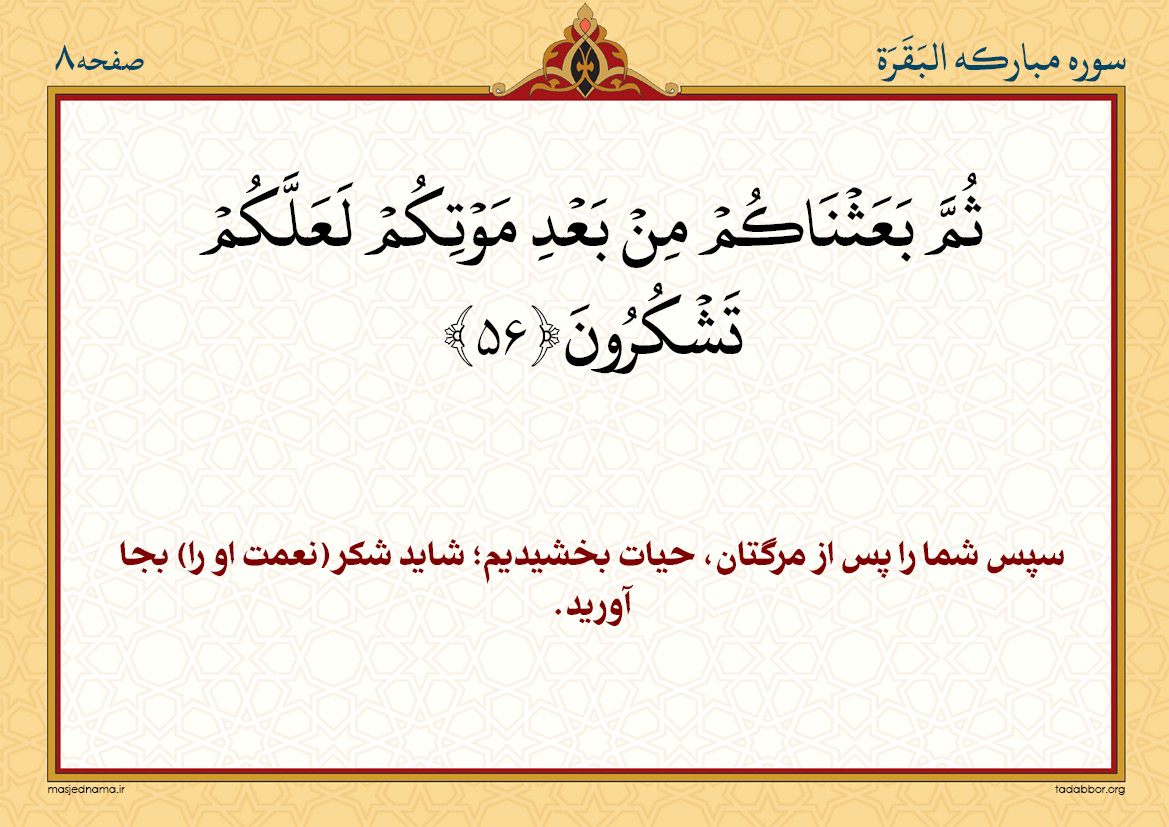 سوره مبارکه البَقَرَة
صفحه۸
ثُمَّ بَعَثْنَاكُمْ مِنْ بَعْدِ مَوْتِكُمْ لَعَلَّكُمْ
تَشْكُرُونَ﴿۵۶﴾
سپس شما را پس از مرگتان، حیات بخشیدیم؛ شاید شکر (نعمت او را) بجا
آورید.
masjednama.ir
tadabbor.org